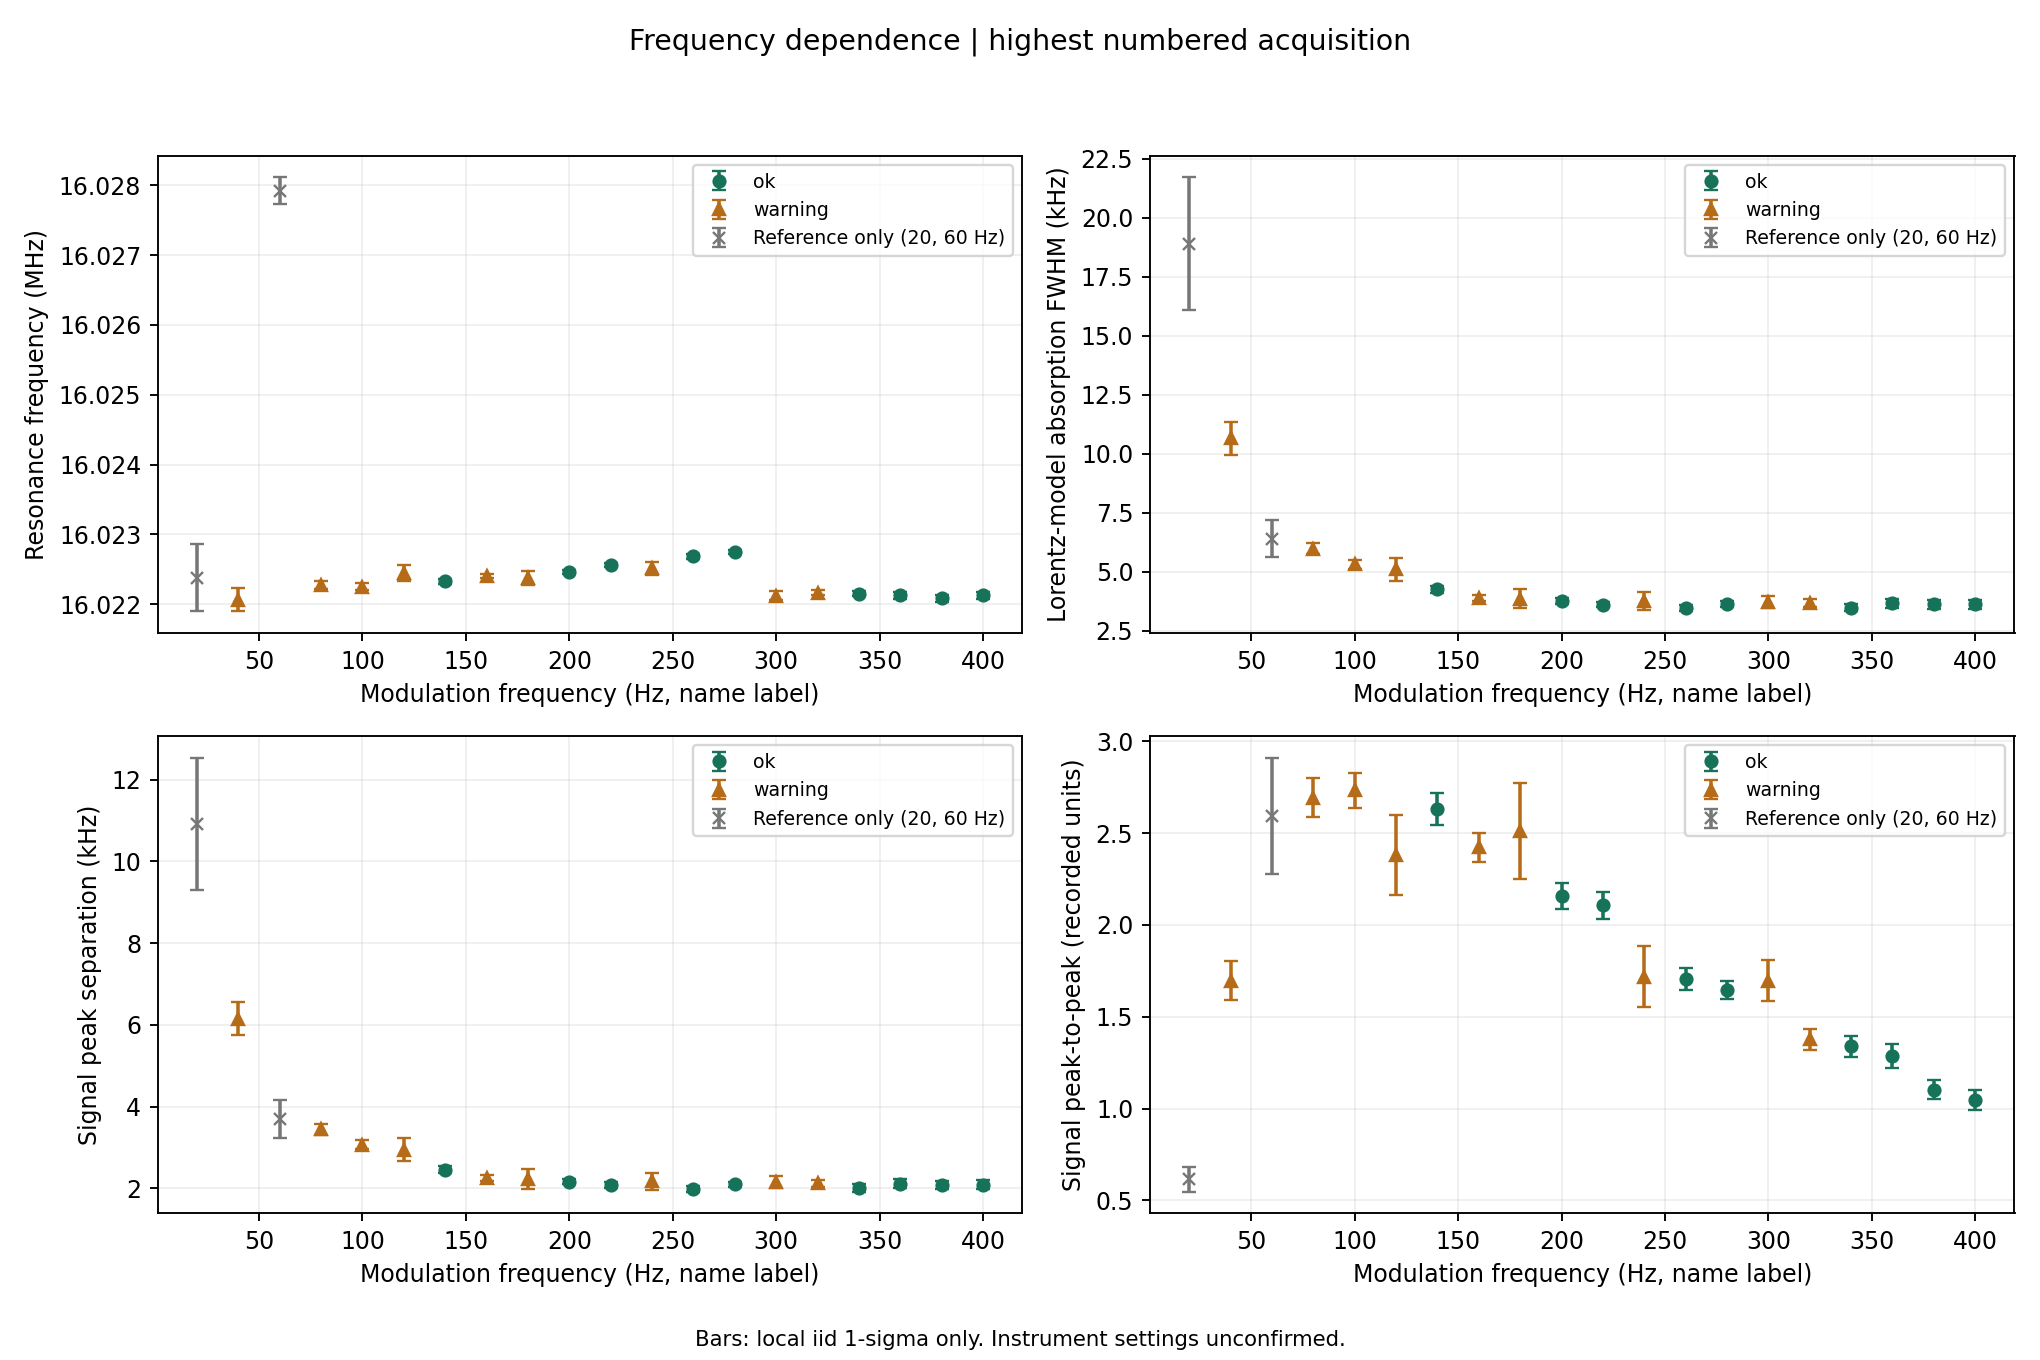 Frequency dependence | highest numbered acquisition
Resonance frequency (MHz)
16.028
16.027
16.026
16.025
16.024
16.023
16.022
50 100 150 200 250 300 350 400
Modulation frequency (Hz, name label)
ok
warning
Reference only (20, 60 Hz)
Lorentz-model absorption FWHM (kHz)
22.5
20.0
17.5
15.0
12.5
10.0
7.5
5.0
2.5
50 100 150 200 250 300 350 400
Modulation frequency (Hz, name label)
ok
warning
Reference only (20, 60 Hz)
Signal peak separation (kHz)
12
10
8
6
4
2
50 100 150 200 250 300 350 400
Modulation frequency (Hz, name label)
ok
warning
Reference only (20, 60 Hz)
Signal peak-to-peak (recorded units)
3.0
2.5
2.0
1.5
1.0
0.5
50 100 150 200 250 300 350 400
Modulation frequency (Hz, name label)
ok
warning
Reference only (20, 60 Hz)
Bars: local iid 1-sigma only. Instrument settings unconfirmed.